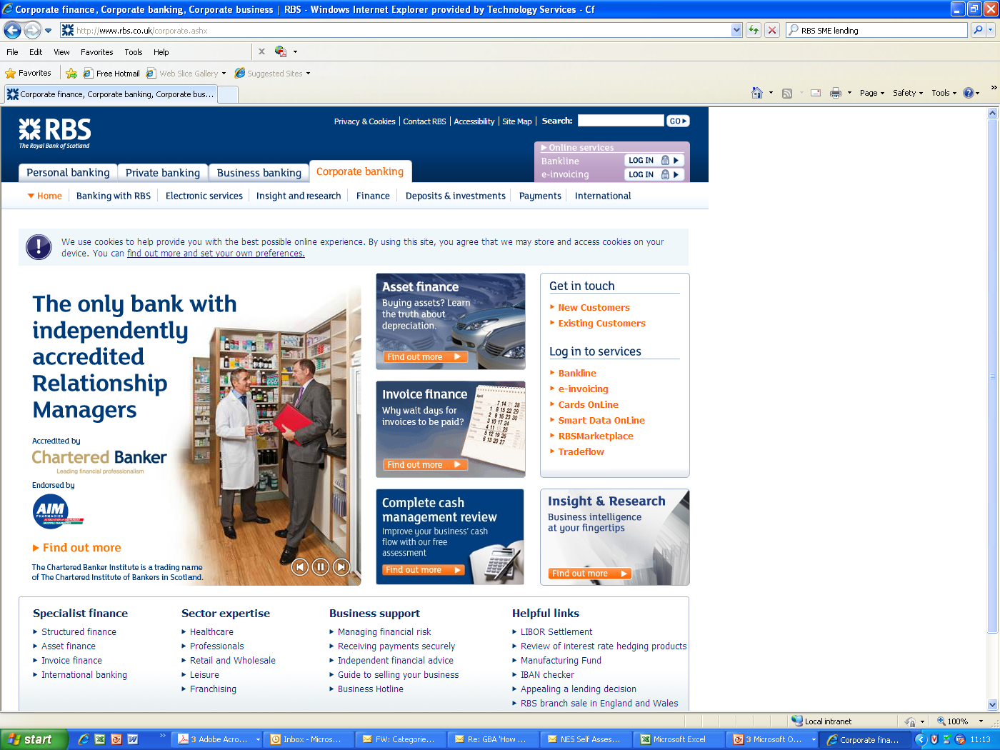 Corporate finance, Corporate banking, Corporate business | RBS - Windows Internet Explorer provided by Technology Services - Cf
http://www.rbs.co.uk/corporate.ashx
RBS SME lending
File Edit View Favorites Tools Help
x
Favorites Free Hotmail Web Slice Gallery Suggested Sites
Corporate finance, Corporate banking, Corporate bus...
Page Safety Tools
RBS
The Royal Bank of Scotland
Privacy & Cookies | Contact RBS | Accessibility | Site Map | Search: GO
Online services
Bankline LOG IN
e-invoicing LOG IN
Personal banking Private banking Business banking Corporate banking
Home Banking with RBS Electronic services Insight and research Finance Deposits & investments Payments International
We use cookies to help provide you with the best possible online experience. By using this site, you agree that we may store and access cookies on your
device. You can find out more and set your own preferences.
The only bank with
independently
accredited
Relationship
Managers
Accredited by
Chartered Banker
Leading financial professionalism
Endorsed by
AIM
PHARMACIES
ASSOCIATION of INDEPENDENT
MULTIPLE PHARMACIES
Find out more
The Chartered Banker Institute is a trading name
of The Chartered Institute of Bankers in Scotland.
Asset finance
Buying assets? Learn
the truth about
depreciation.
Find out more
Invoice finance
Why wait days for
invoices to be paid?
Find out more
April
Complete cash
management review
Improve your business' cash
flow with our free
assessment
Find out more
Get in touch
New Customers
Existing Customers
Log in to services
Bankline
e-invoicing
Cards OnLine
Smart Data OnLine
RBSMarketplace
Tradeflow
Insight & Research
Business intelligence
at your fingertips
Find out more
Specialist finance
Structured finance
Asset finance
Invoice finance
International banking
Sector expertise
Healthcare
Professionals
Retail and Wholesale
Leisure
Franchising
Business support
Managing financial risk
Receiving payments securely
Independent financial advice
Guide to selling your business
Business Hotline
Helpful links
LIBOR Settlement
Review of interest rate hedging products
Manufacturing Fund
IBAN checker
Appealing a lending decision
RBS branch sale in England and Wales
Local intranet 100%
start 3 Adobe Acro... Inbox - Micros... FW: Categorie... Re: GBA 'How ... NES Self Asses... Microsoft Excel 3 Microsoft O... Corporate fina... 11:13